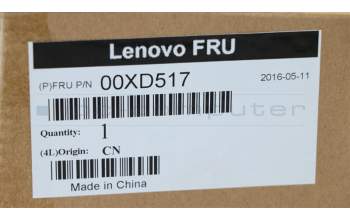 Lenovo FRU
(P)FRU P/N 00XD517 2016-05-11
Quantity: 1
(4L)Origin: CN
Made in China